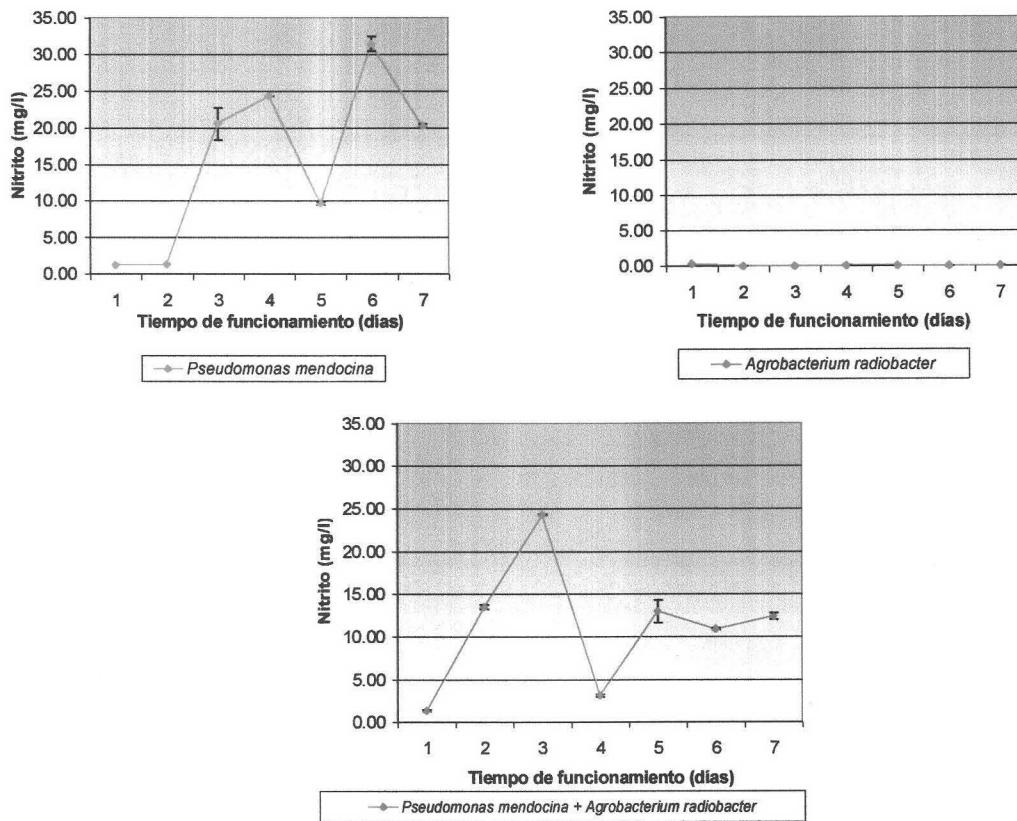 35.00
30.00
25.00
20.00
15.00
10.00
5.00
0.00
Nitrito (mg/l)
1 2 3 4 5 6 7
Tiempo de funcionamiento (días)
Pseudomonas mendocina
35.00
30.00
25.00
20.00
15.00
10.00
5.00
0.00
Nitrito (mg/l)
1 2 3 4 5 6 7
Tiempo de funcionamiento (días)
Agrobacterium radiobacter
35.00
30.00
25.00
20.00
15.00
10.00
5.00
0.00
Nitrito (mg/l)
1 2 3 4 5 6 7
Tiempo de funcionamiento (días)
Pseudomonas mendocina + Agrobacterium radiobacter